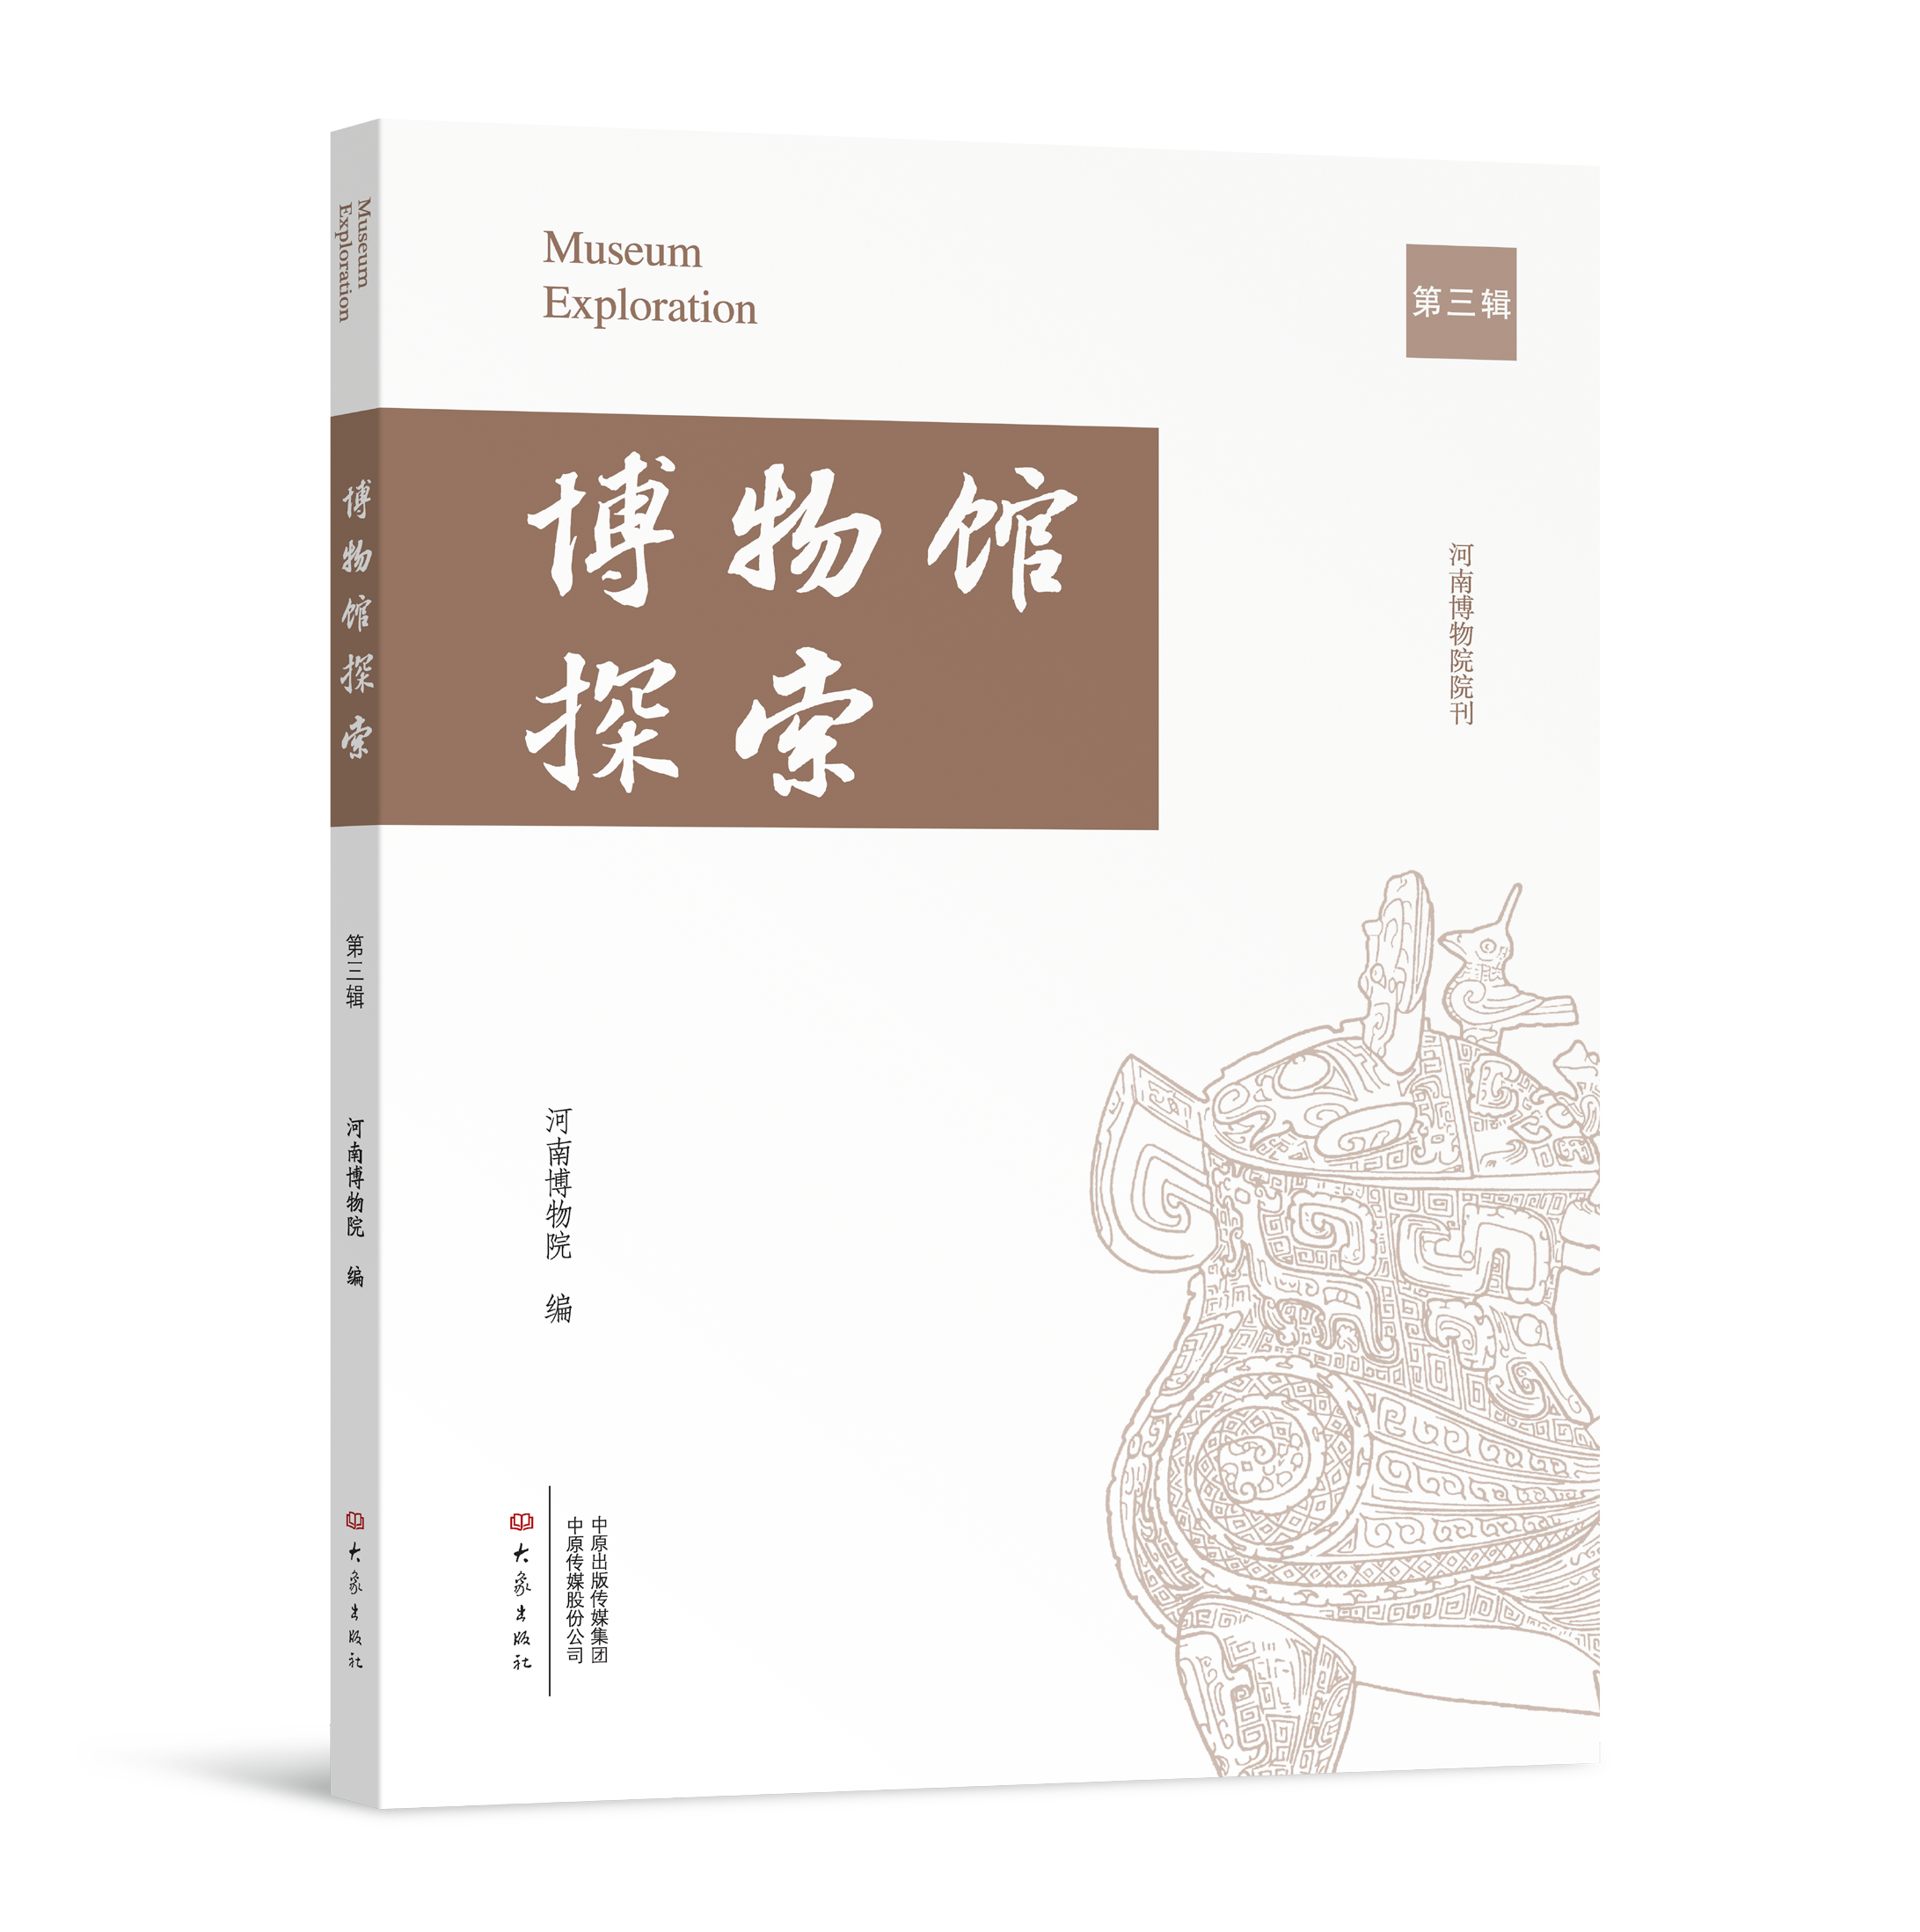 Museum
Exploration
博物馆探索
第三辑
河南博物院 编
大象出版社
Museum
Exploration
第三辑
博物馆
探索
河南博物院院刊
河南博物院 编
中原出版传媒集团
中原传媒股份公司
大象出版社